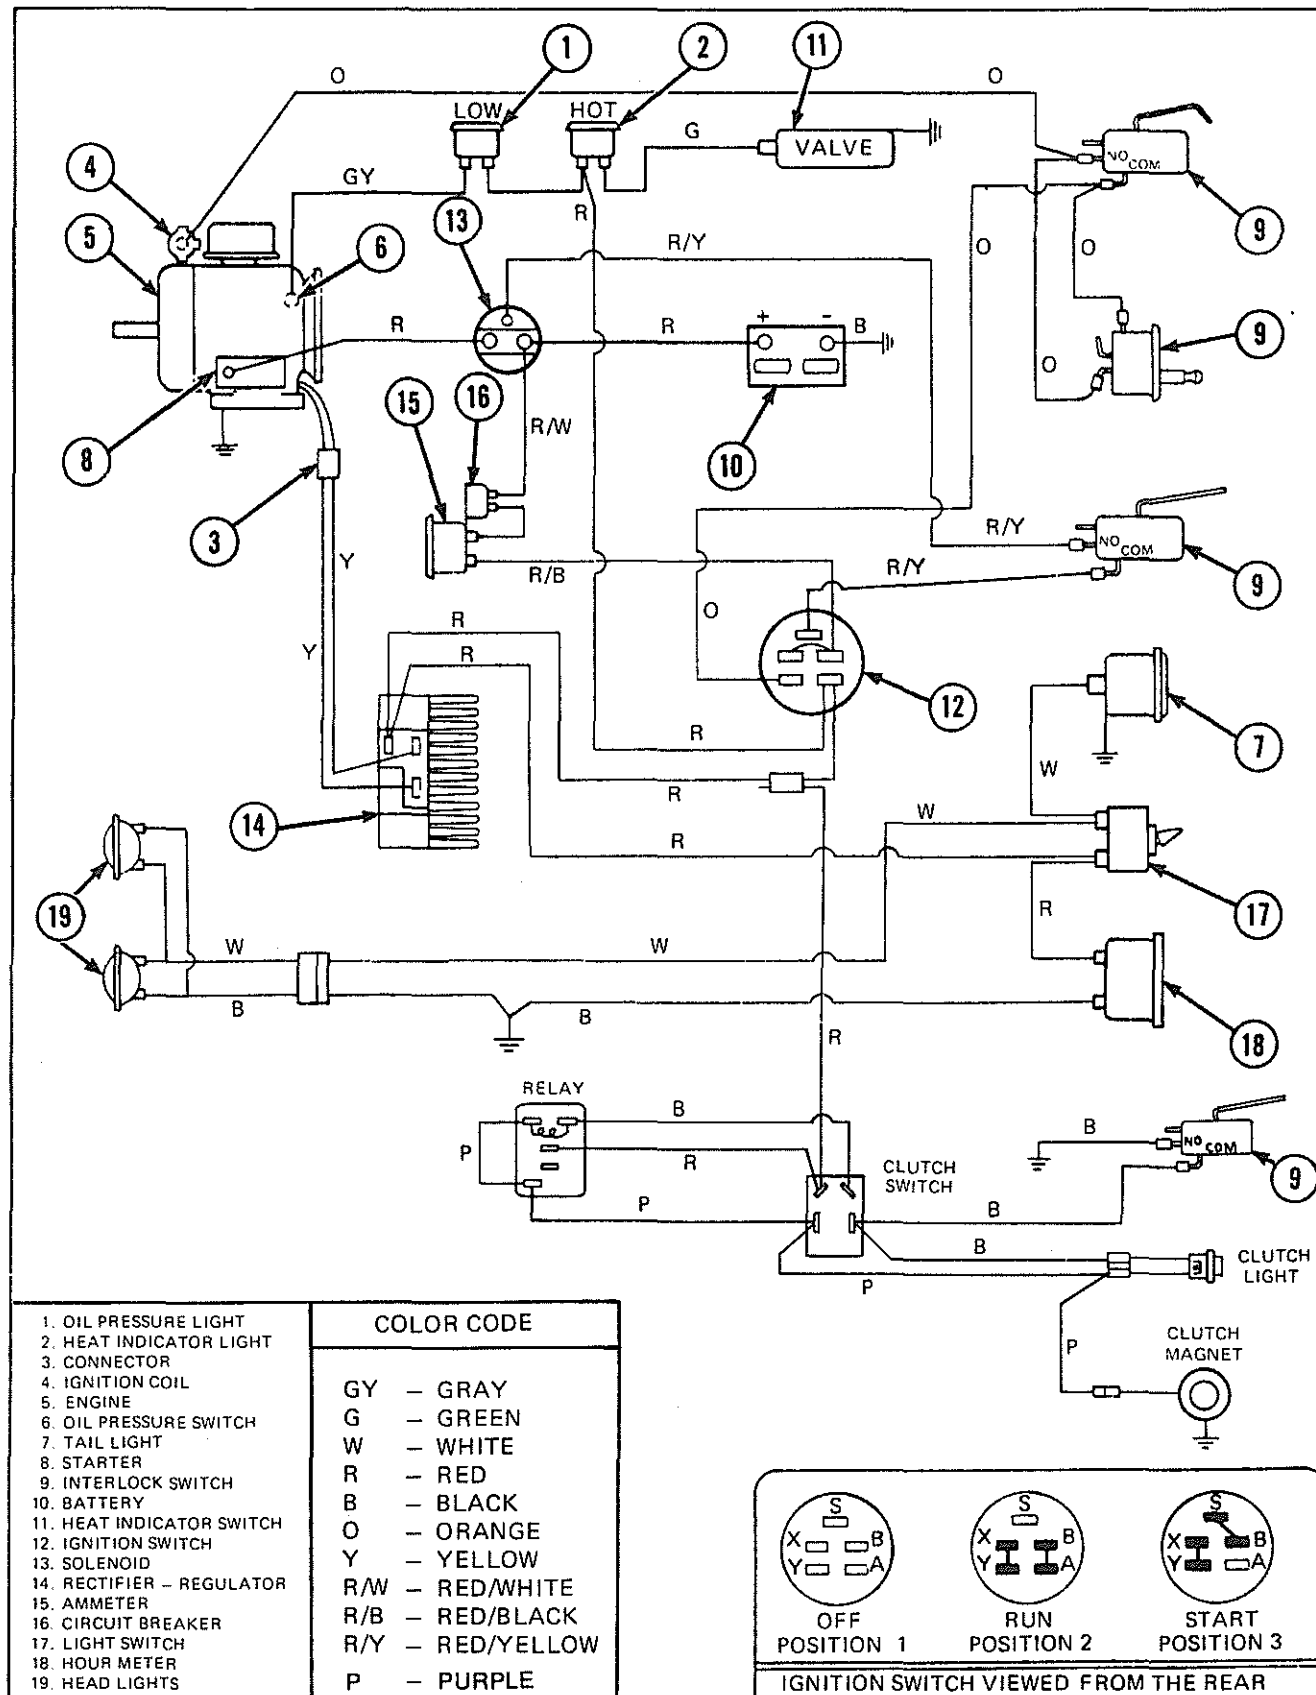 1
2
11
O
O
LOW
HOT
G
VALVE
NO
COM
4
GY
R
13
9
5
6
R/Y
O
O
R
R
+
-
B
9
O
15
16
R/W
10
8
3
R/Y
NO
COM
Y
R/B
R/Y
9
R
O
Y
R
12
7
R
W
14
R
W
R
19
17
R
W
W
B
B
R
18
RELAY
B
B
NO
COM
P
R
CLUTCH
SWITCH
9
P
B
B
P
CLUTCH
LIGHT
P
CLUTCH
MAGNET
1. OIL PRESSURE LIGHT
2. HEAT INDICATOR LIGHT
3. CONNECTOR
4. IGNITION COIL
5. ENGINE
6. OIL PRESSURE SWITCH
7. TAIL LIGHT
8. STARTER
9. INTERLOCK SWITCH
10. BATTERY
11. HEAT INDICATOR SWITCH
12. IGNITION SWITCH
13. SOLENOID
14. RECTIFIER – REGULATOR
15. AMMETER
16. CIRCUIT BREAKER
17. LIGHT SWITCH
18. HOUR METER
19. HEAD LIGHTS
COLOR CODE
GY – GRAY
G – GREEN
W – WHITE
R – RED
B – BLACK
O – ORANGE
Y – YELLOW
R/W – RED/WHITE
R/B – RED/BLACK
R/Y – RED/YELLOW
P – PURPLE
S
X B
Y A
OFF
POSITION 1
S
X B
Y A
RUN
POSITION 2
S
X B
Y A
START
POSITION 3
IGNITION SWITCH VIEWED FROM THE REAR